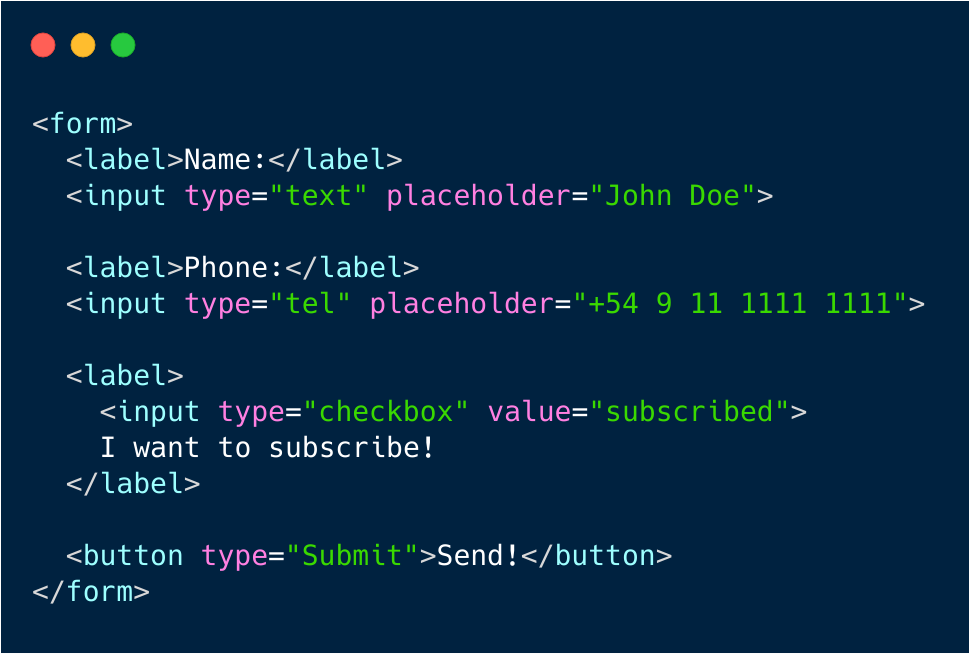 <form>
  <label>Name:</label>
  <input type="text" placeholder="John Doe">

  <label>Phone:</label>
  <input type="tel" placeholder="+54 9 11 1111 1111">

  <label>
    <input type="checkbox" value="subscribed">
    I want to subscribe!
  </label>

  <button type="Submit">Send!</button>
</form>